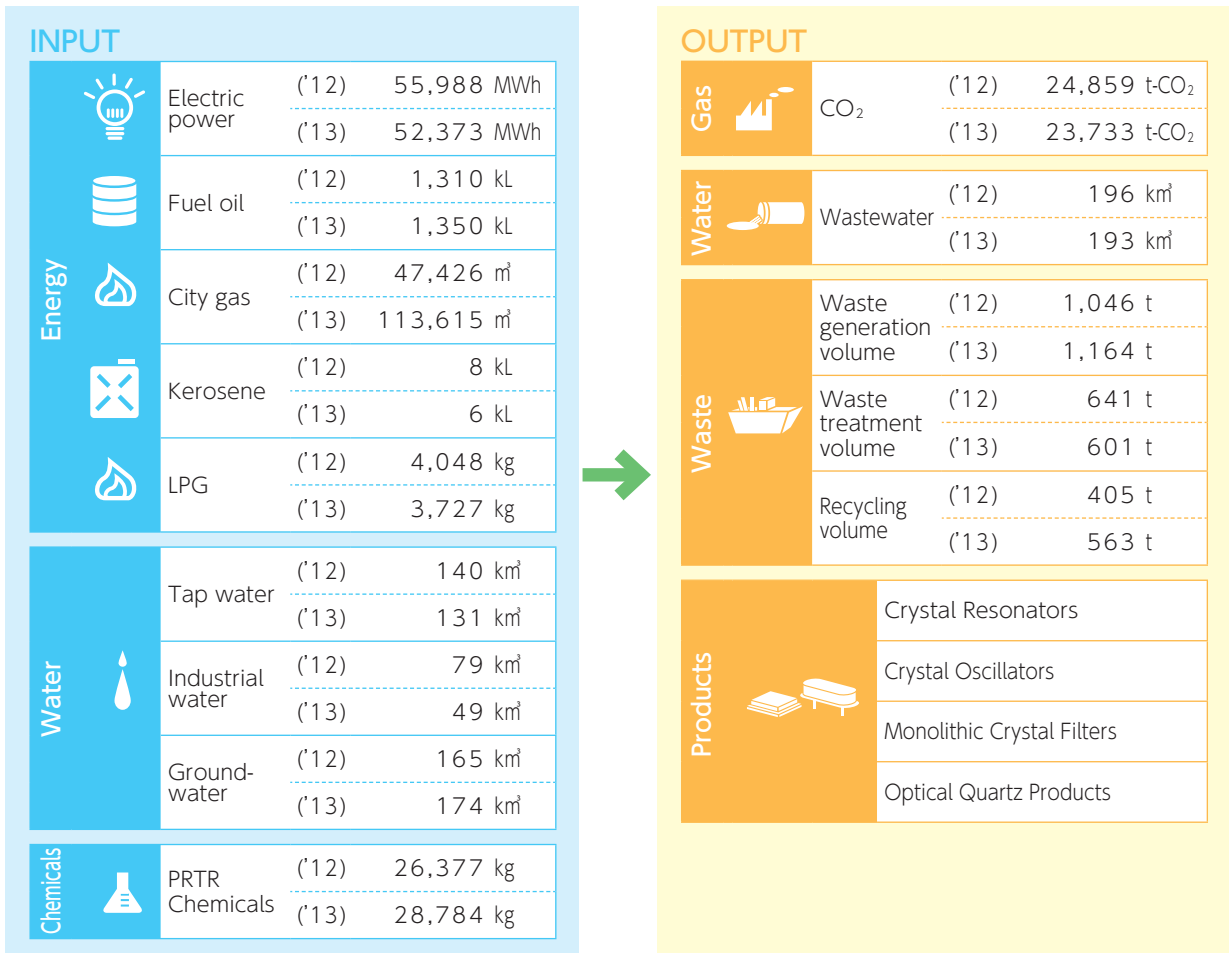 INPUT
Energy
Electric
power
('12) 55,988 MWh
('13) 52,373 MWh
Fuel oil
('12) 1,310 kL
('13) 1,350 kL
City gas
('12) 47,426 ㎥
('13) 113,615 ㎥
Kerosene
('12) 8 kL
('13) 6 kL
LPG
('12) 4,048 kg
('13) 3,727 kg
Water
Tap water
('12) 140 k㎥
('13) 131 k㎥
Industrial
water
('12) 79 k㎥
('13) 49 k㎥
Ground-
water
('12) 165 k㎥
('13) 174 k㎥
Chemicals
PRTR
Chemicals
('12) 26,377 kg
('13) 28,784 kg
OUTPUT
Gas
CO₂
('12) 24,859 t-CO₂
('13) 23,733 t-CO₂
Water
Wastewater
('12) 196 k㎥
('13) 193 k㎥
Waste
Waste
generation
volume
('12) 1,046 t
('13) 1,164 t
Waste
treatment
volume
('12) 641 t
('13) 601 t
Recycling
volume
('12) 405 t
('13) 563 t
Products
Crystal Resonators
Crystal Oscillators
Monolithic Crystal Filters
Optical Quartz Products